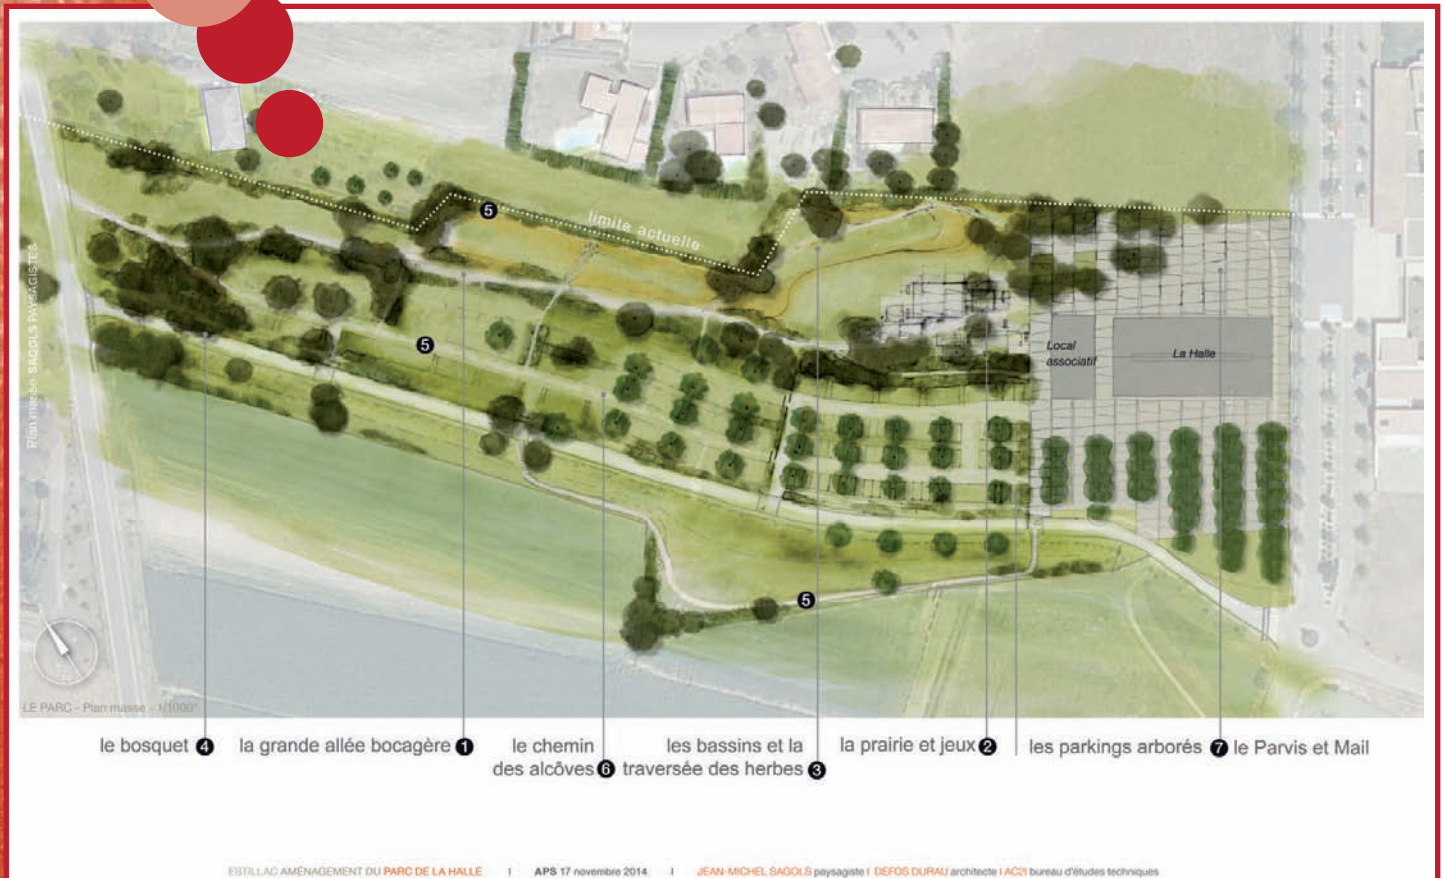 limite actuelle
Plan masse SAGOLS PAYSAGISTES
Local
associatif
La Halle
5
5
5
LE PARC - Plan masse - 1/1000°
le bosquet 4
la grande allée bocagère 1
le chemin
des alcôves 6
les bassins et la
traversée des herbes 3
la prairie et jeux 2
les parkings arborés 7 le Parvis et Mail
ESTILLAC AMÉNAGEMENT DU PARC DE LA HALLE I APS 17 novembre 2014 I JEAN-MICHEL SAGOLS paysagiste I DEFOS DURAU architecte I AC2I bureau d'études techniques